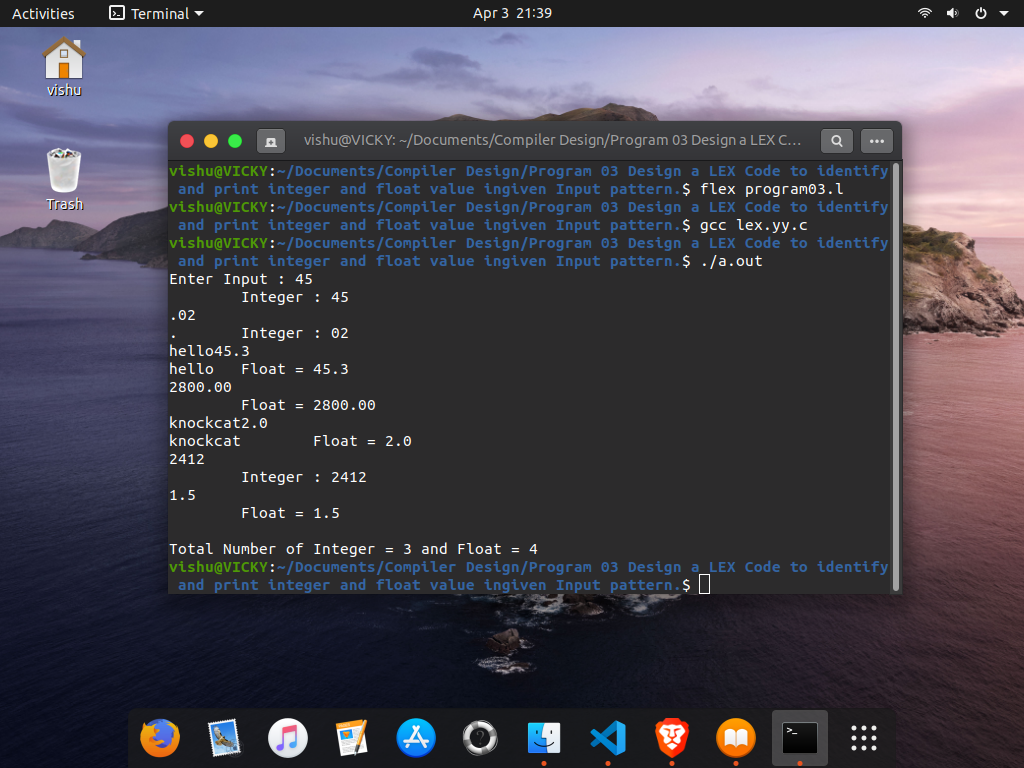 Activities Terminal Apr 3 21:39
vishu
Trash
vishu@VICKY: ~/Documents/Compiler Design/Program 03 Design a LEX C...
vishu@VICKY:~/Documents/Compiler Design/Program 03 Design a LEX Code to identify
and print integer and float value ingiven Input pattern.$ flex program03.l
vishu@VICKY:~/Documents/Compiler Design/Program 03 Design a LEX Code to identify
and print integer and float value ingiven Input pattern.$ gcc lex.yy.c
vishu@VICKY:~/Documents/Compiler Design/Program 03 Design a LEX Code to identify
and print integer and float value ingiven Input pattern.$ ./a.out
Enter Input : 45
Integer : 45
.02
. Integer : 02
hello45.3
hello Float = 45.3
2800.00
Float = 2800.00
knockcat2.0
knockcat Float = 2.0
2412
Integer : 2412
1.5
Float = 1.5
Total Number of Integer = 3 and Float = 4
vishu@VICKY:~/Documents/Compiler Design/Program 03 Design a LEX Code to identify
and print integer and float value ingiven Input pattern.$